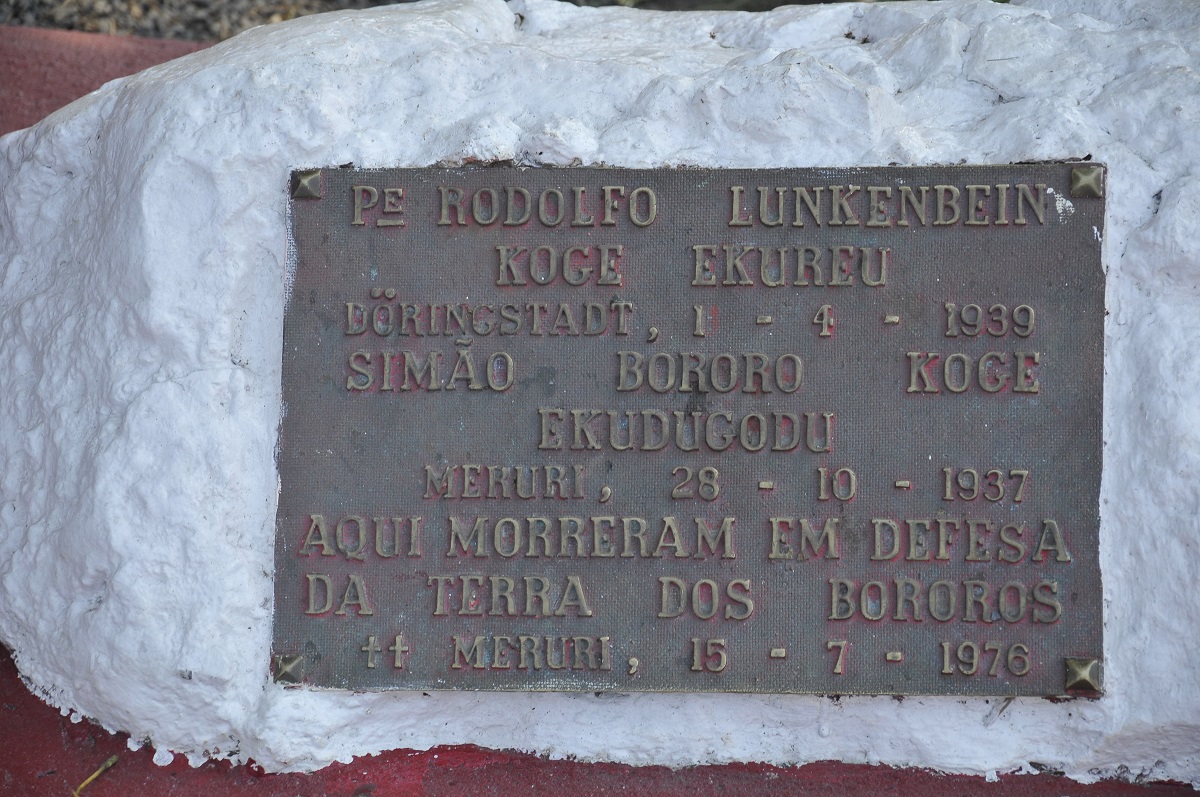 PE RODOLFO LUNKENBEIN
KOGE EKUREU
DÖRINGSTADT, 1 - 4 - 1939
SIMÃO BORORO KOGE
EKUDUGODU
MERURI, 28 - 10 - 1937
AQUI MORRERAM EM DEFESA
DA TERRA DOS BOROROS
†† MERURI, 15 - 7 - 1976